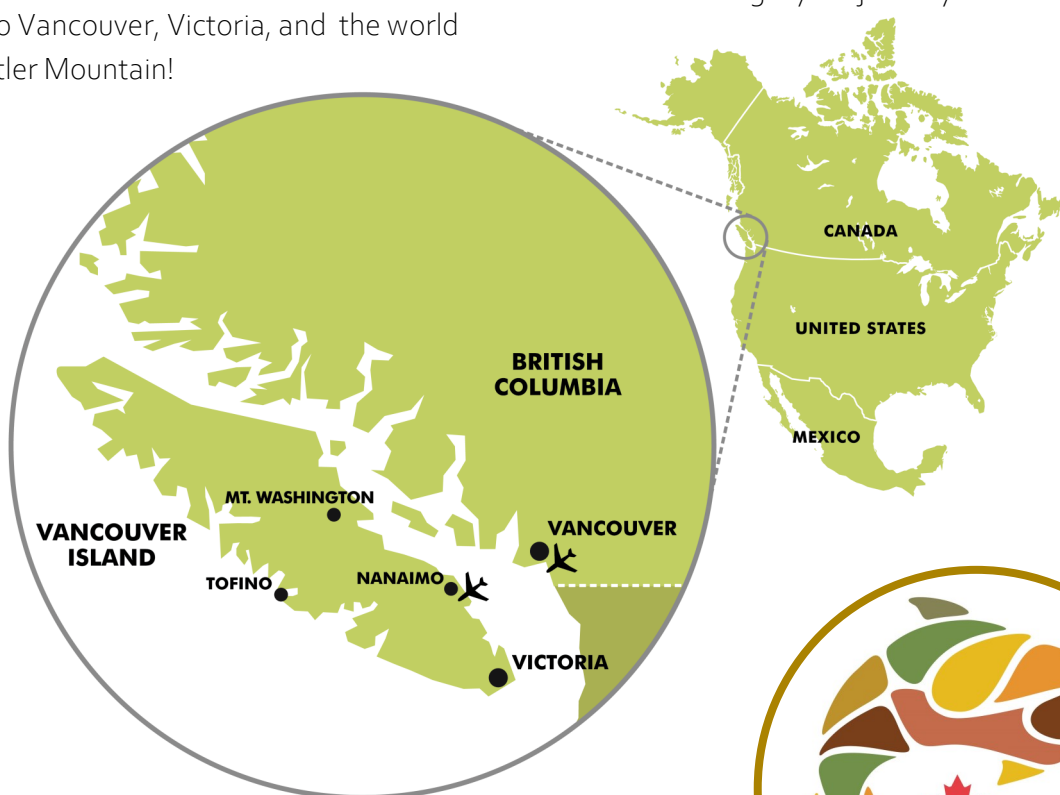 o Vancouver, Victoria, and the world
tler Mountain!
CANADA
UNITED STATES
MEXICO
BRITISH
COLUMBIA
MT. WASHINGTON
VANCOUVER
VANCOUVER
ISLAND
TOFINO
NANAIMO
VICTORIA